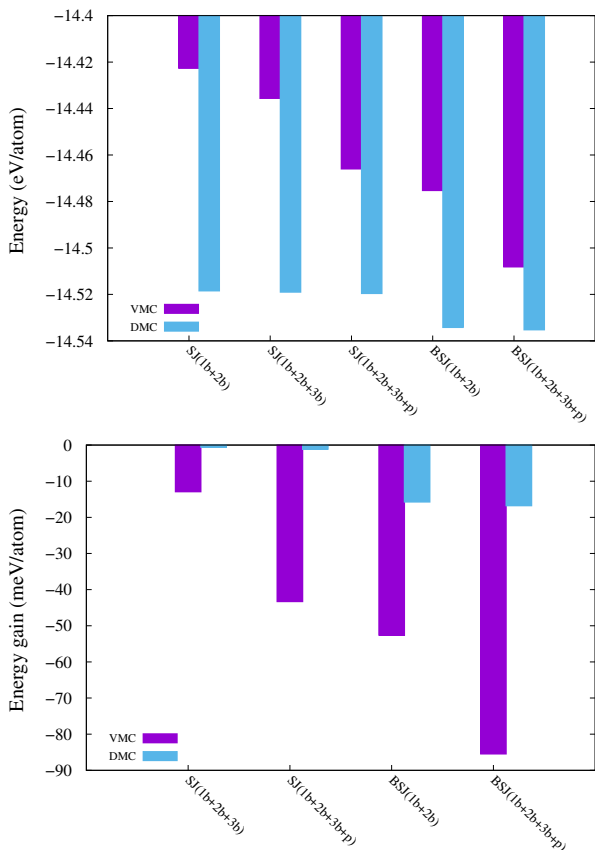 −14.4
−14.42
−14.44
−14.46
−14.48
−14.5
−14.52
−14.54
Energy (eV/atom)
VMC
DMC
SJ(1b+2b)
SJ(1b+2b+3b)
SJ(1b+2b+3b+p)
BSJ(1b+2b)
BSJ(1b+2b+3b+p)
0
−10
−20
−30
−40
−50
−60
−70
−80
−90
Energy gain (meV/atom)
VMC
DMC
SJ(1b+2b+3b)
SJ(1b+2b+3b+p)
BSJ(1b+2b)
BSJ(1b+2b+3b+p)